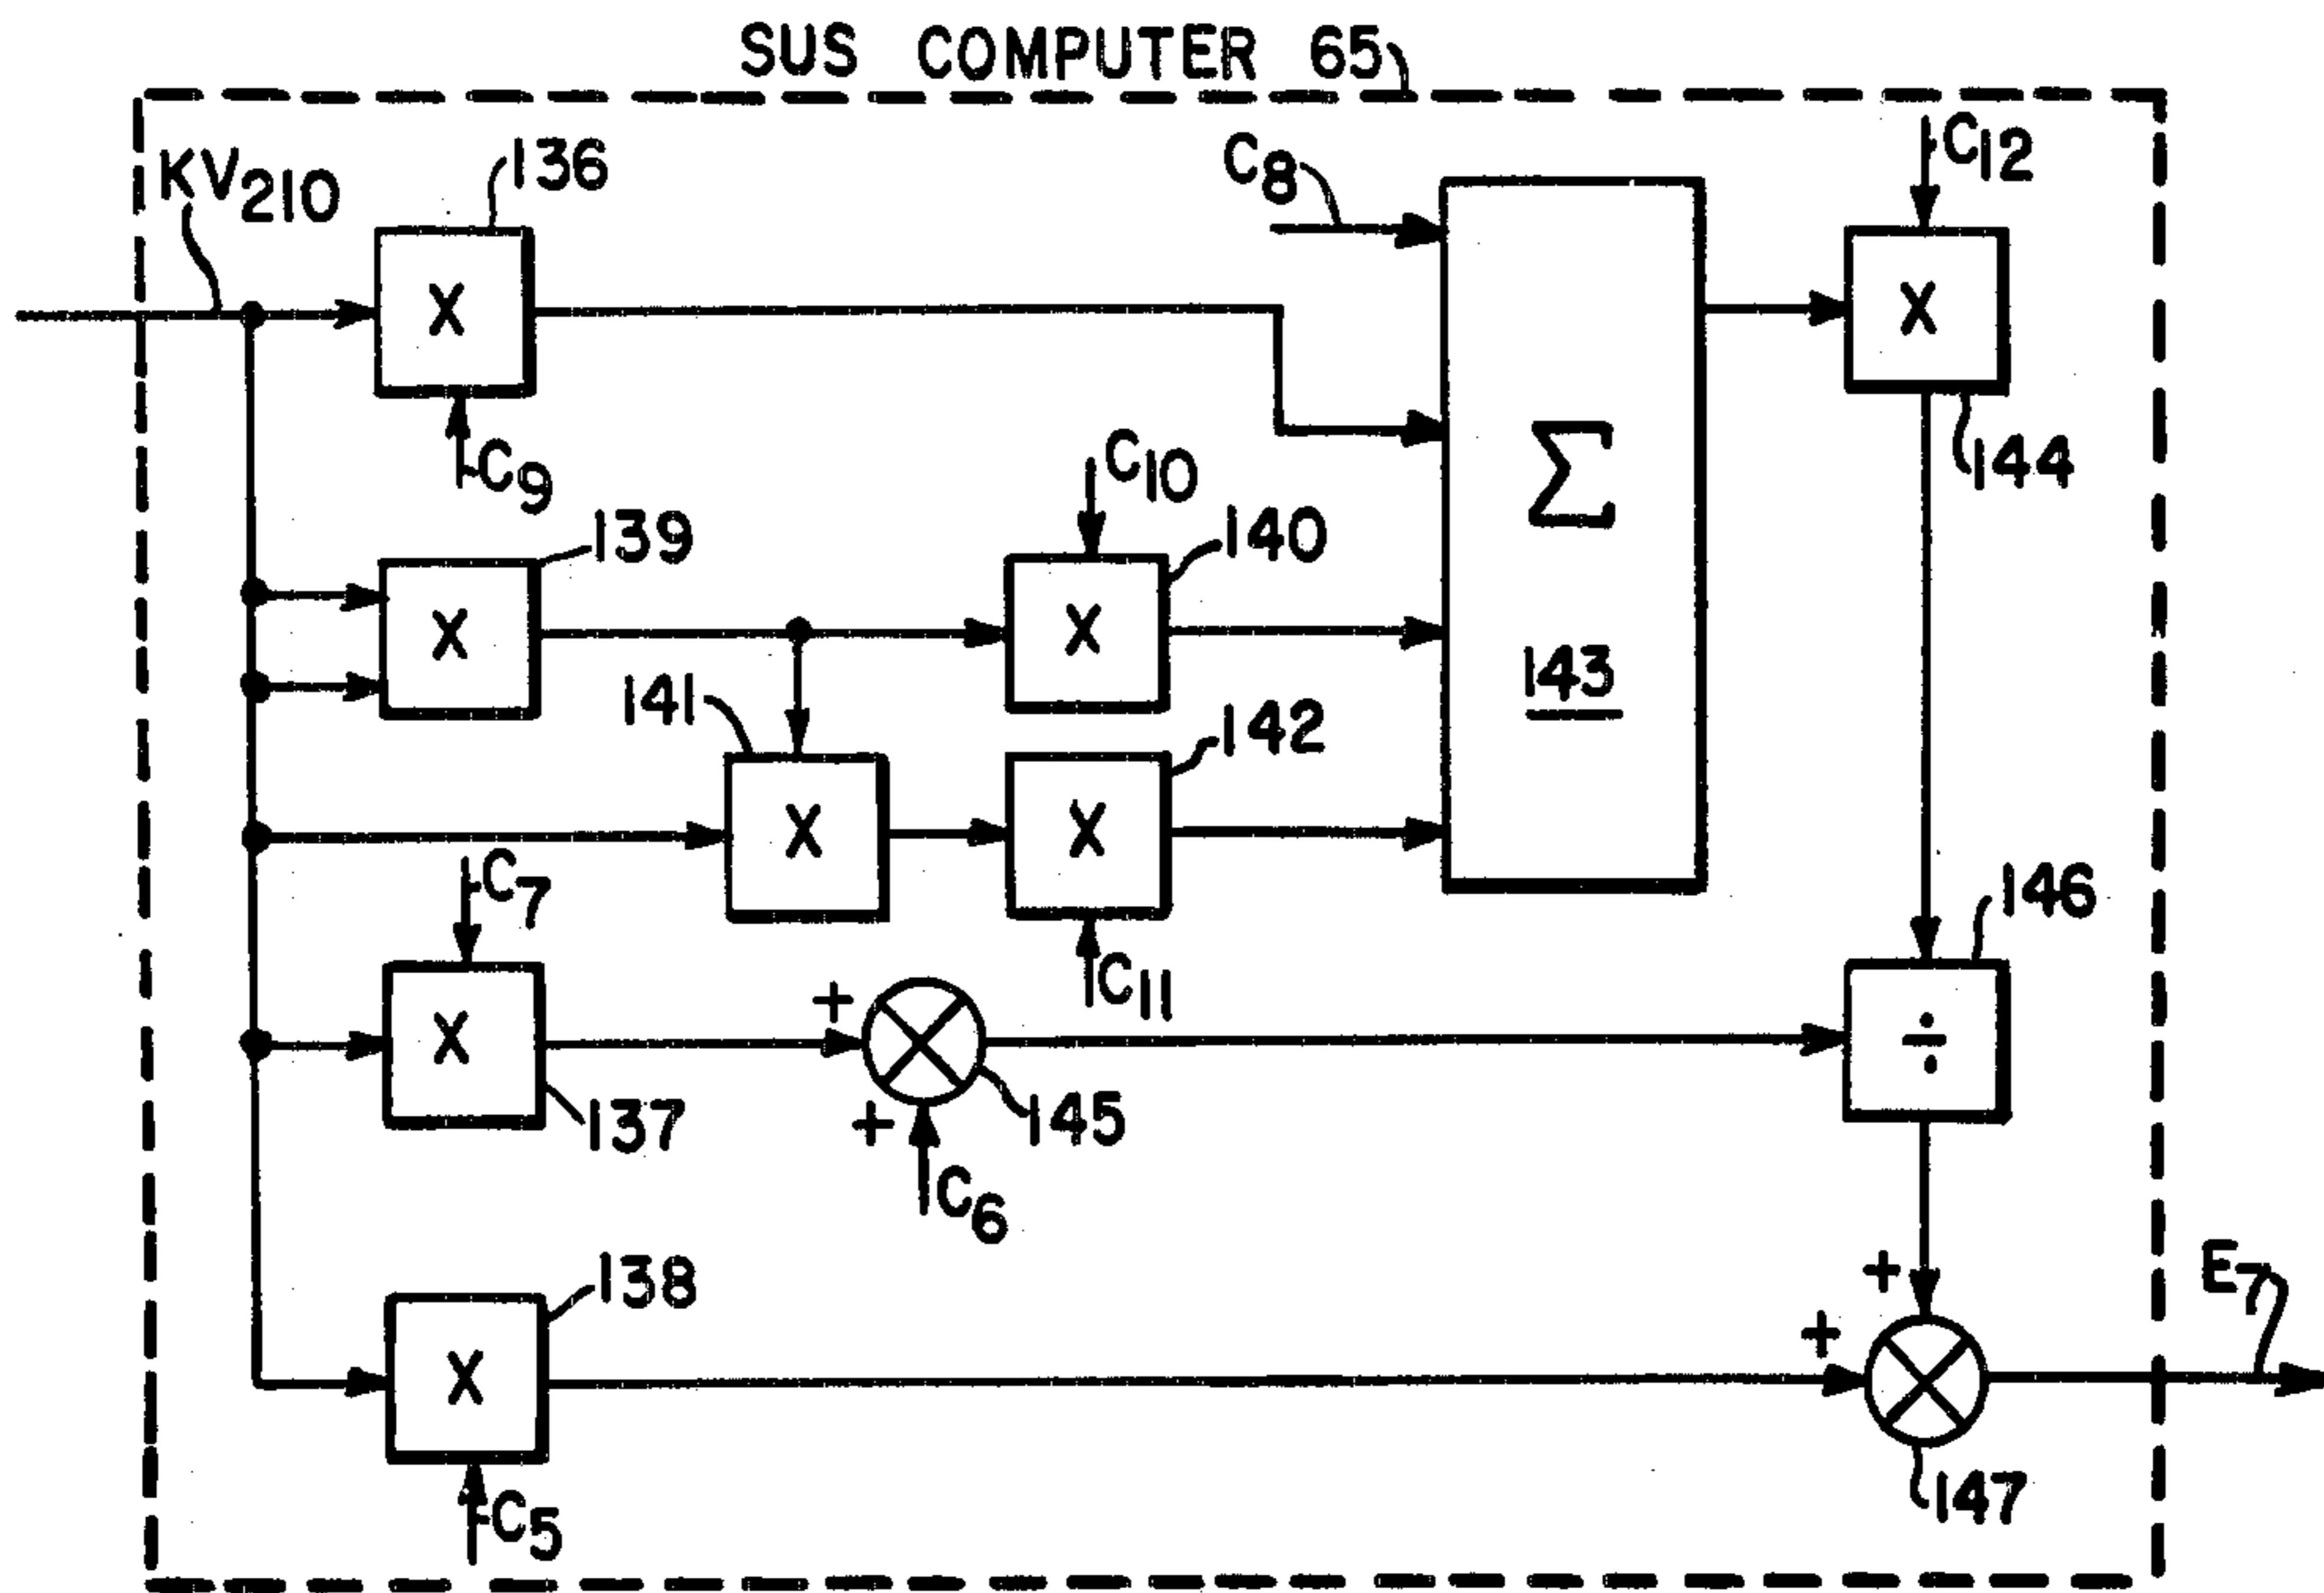 SUS COMPUTER 65
KV210
136
C8
C12
X
X
C9
C10
Σ
144
139
140
X
X
143
141
142
X
X
C7
146
C11
X
+
÷
137
+
145
C6
138
+
E7
+
X
C5
147